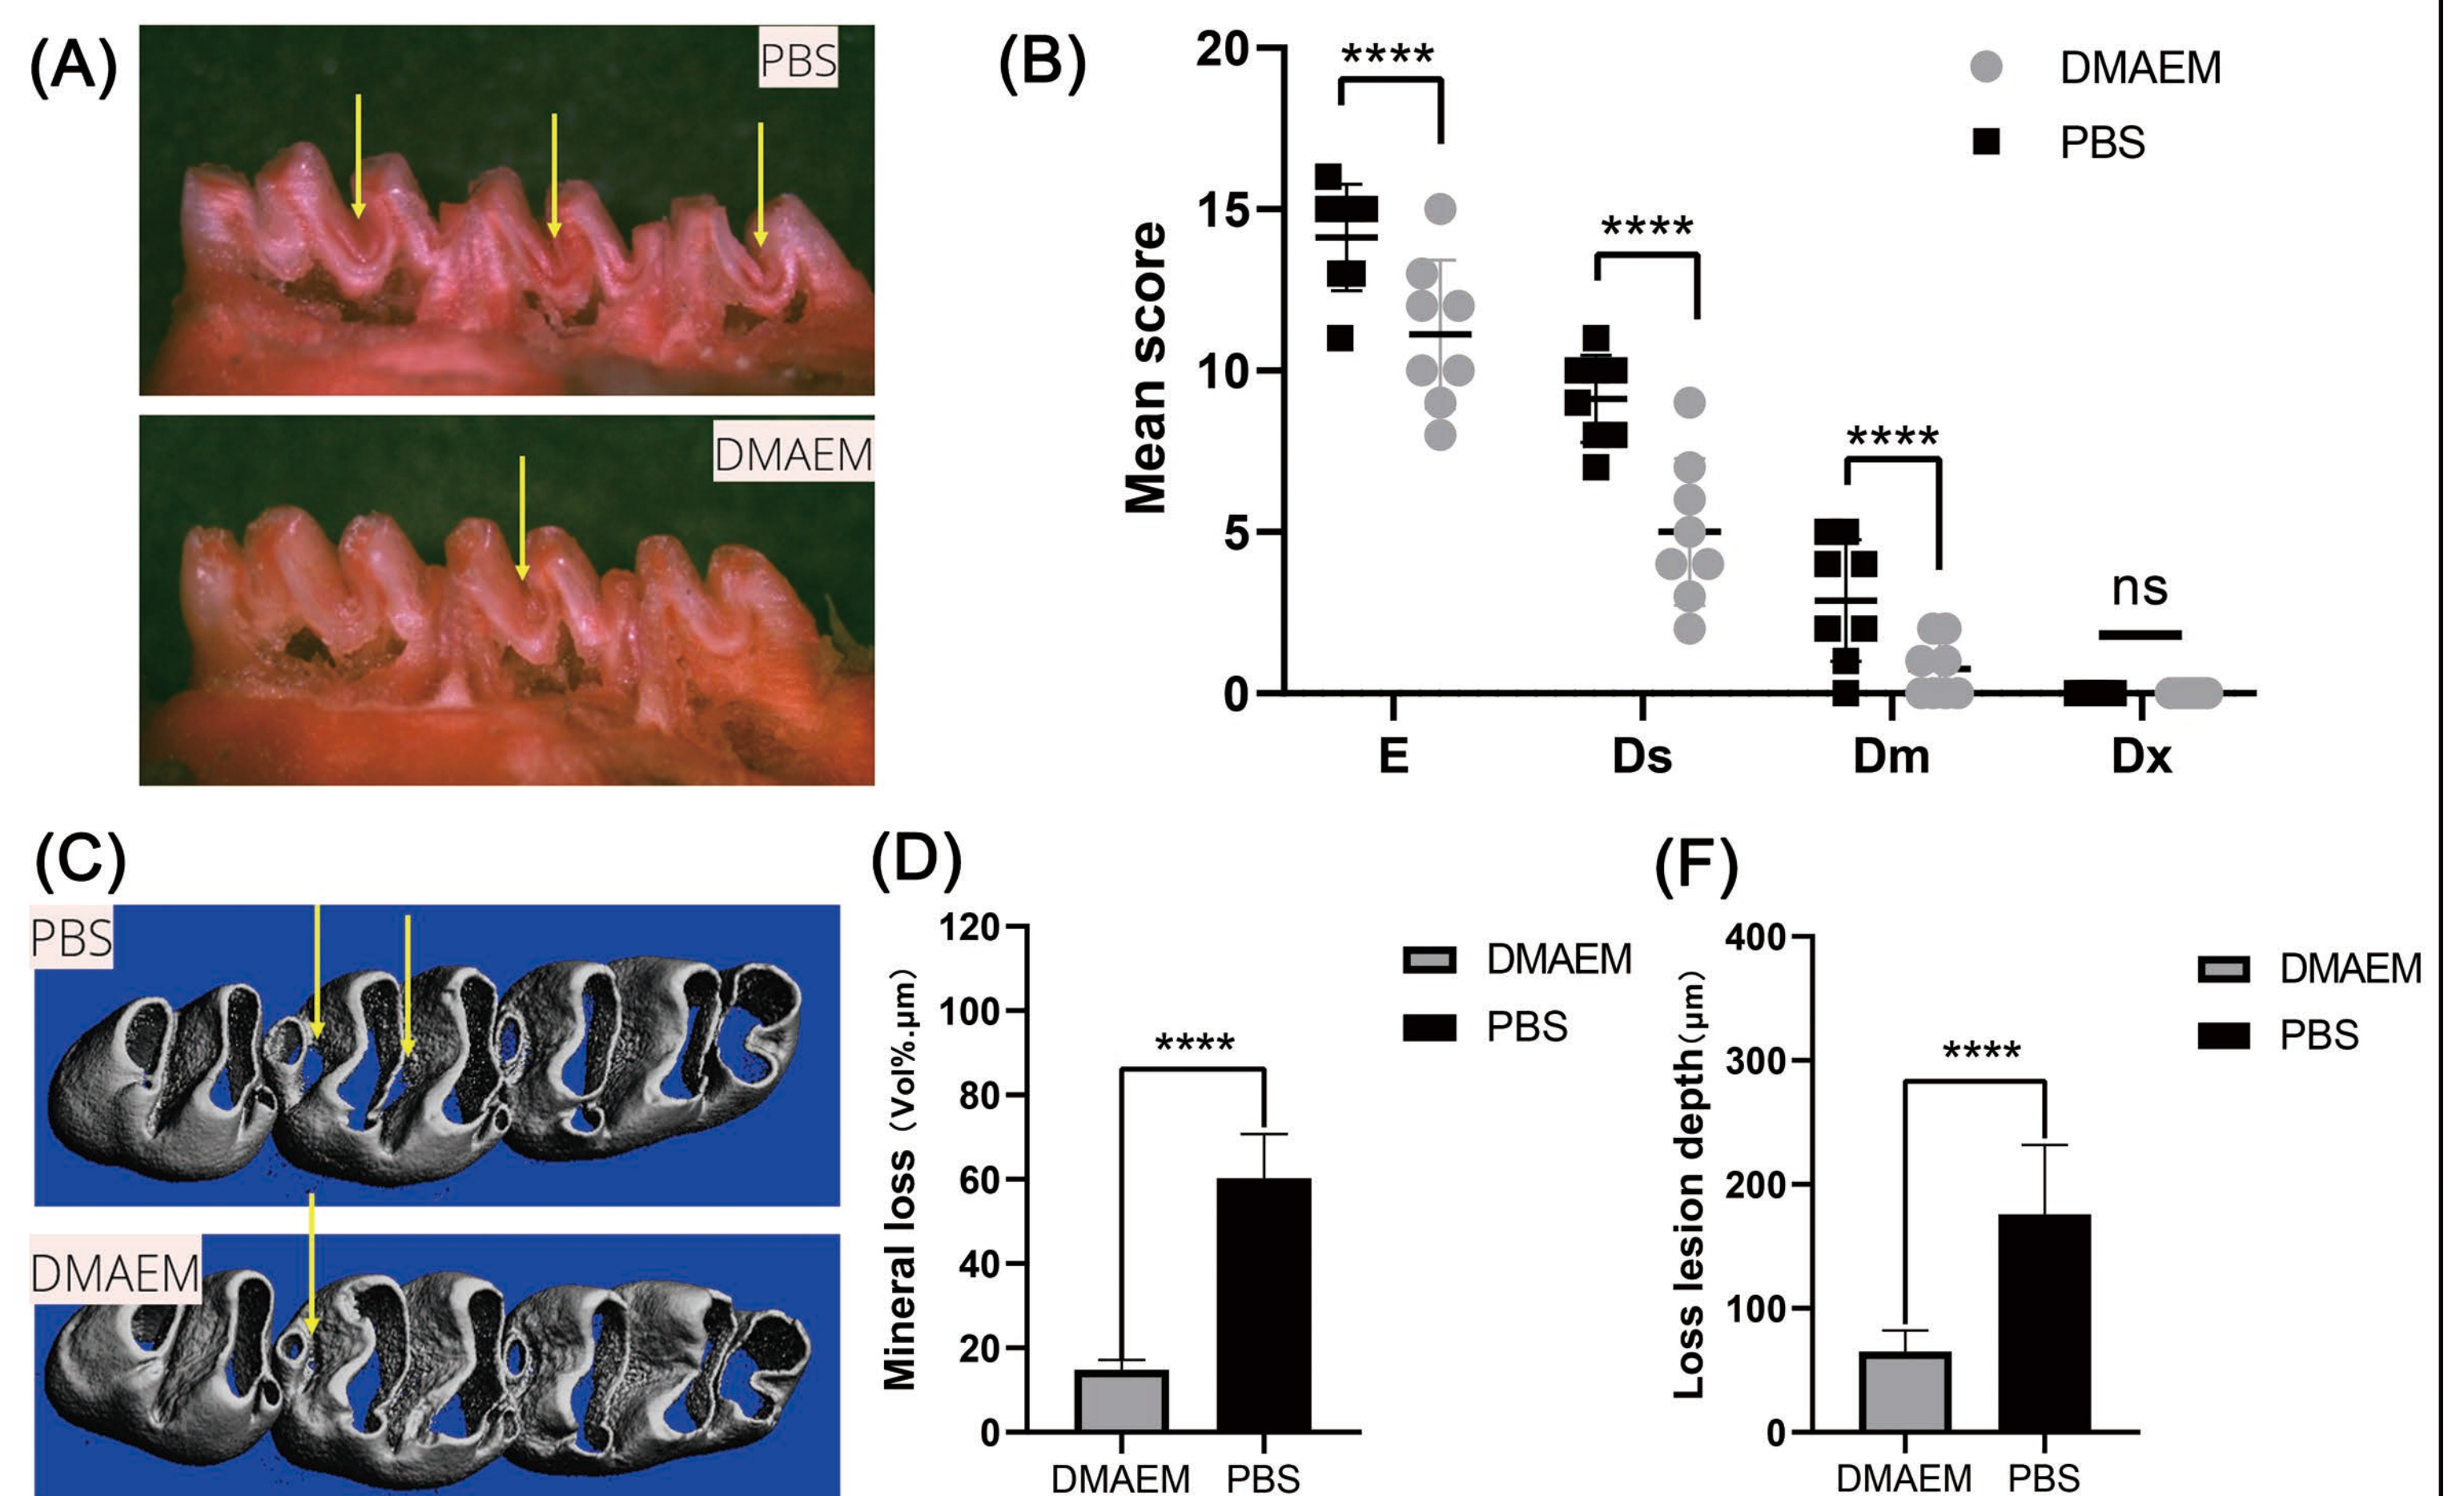 (A)
PBS
DMAEM
(B)
Mean score
20
15
10
5
0
****
****
****
ns
DMAEM
PBS
E
Ds
Dm
Dx
(C)
PBS
DMAEM
(D)
Mineral loss (Vol%.μm)
120
100
80
60
40
20
0
****
DMAEM
PBS
DMAEM
PBS
(F)
Loss lesion depth(μm)
400
300
200
100
0
****
DMAEM
PBS
DMAEM
PBS